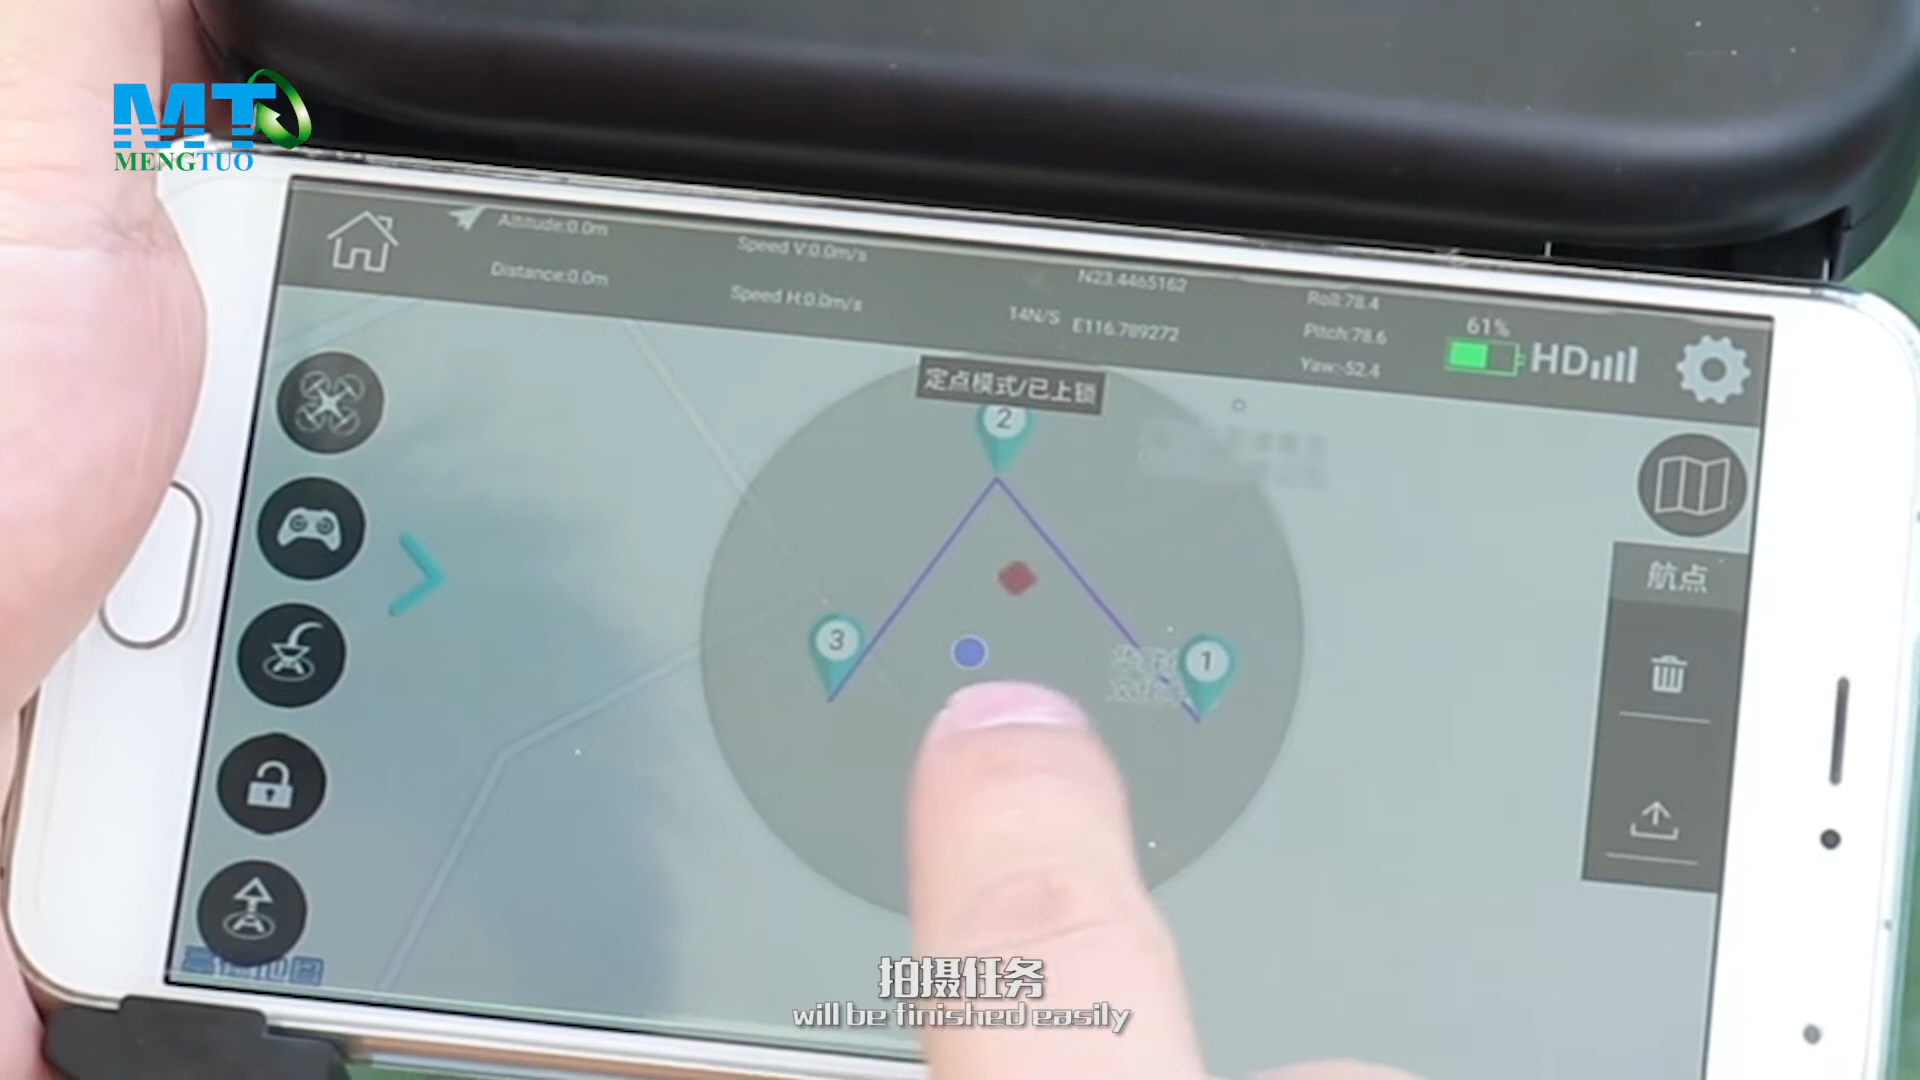 MT
MENGTUO
Altitude:0.0m
Speed V:0.0m/s
Distance:0.0m
Speed H:0.0m/s
14N/S
N23.4465162
E116.789272
Roll:78.4
Pitch:78.6
Yaw:-52.4
61%
HD
定点模式/已上锁
2
3
1
航点
拍摄任务
will be finished easily